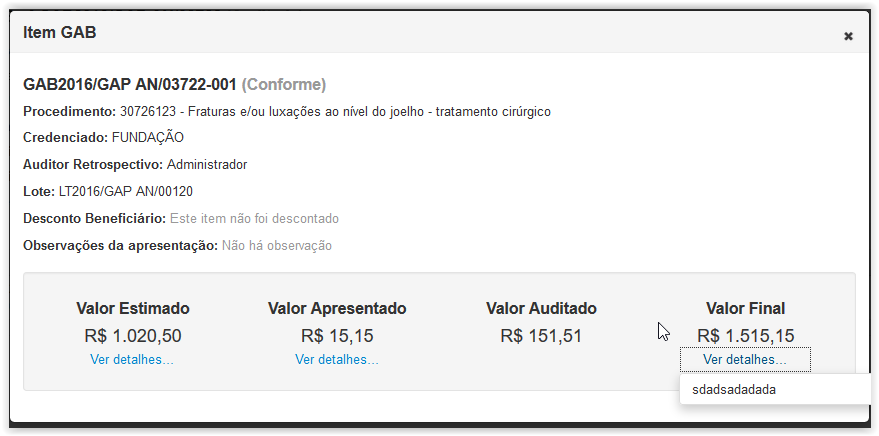 Item GAB
GAB2016/GAP AN/03722-001 (Conforme)
Procedimento: 30726123 - Fraturas e/ou luxações ao nível do joelho - tratamento cirúrgico
Credenciado: FUNDAÇÃO
Auditor Retrospectivo: Administrador
Lote: LT2016/GAP AN/00120
Desconto Beneficiário: Este item não foi descontado
Observações da apresentação: Não há observação
Valor Estimado Valor Apresentado Valor Auditado Valor Final
R$ 1.020,50 R$ 15,15 R$ 151,51 R$ 1.515,15
Ver detalhes... Ver detalhes... Ver detalhes...
sdadsadadada